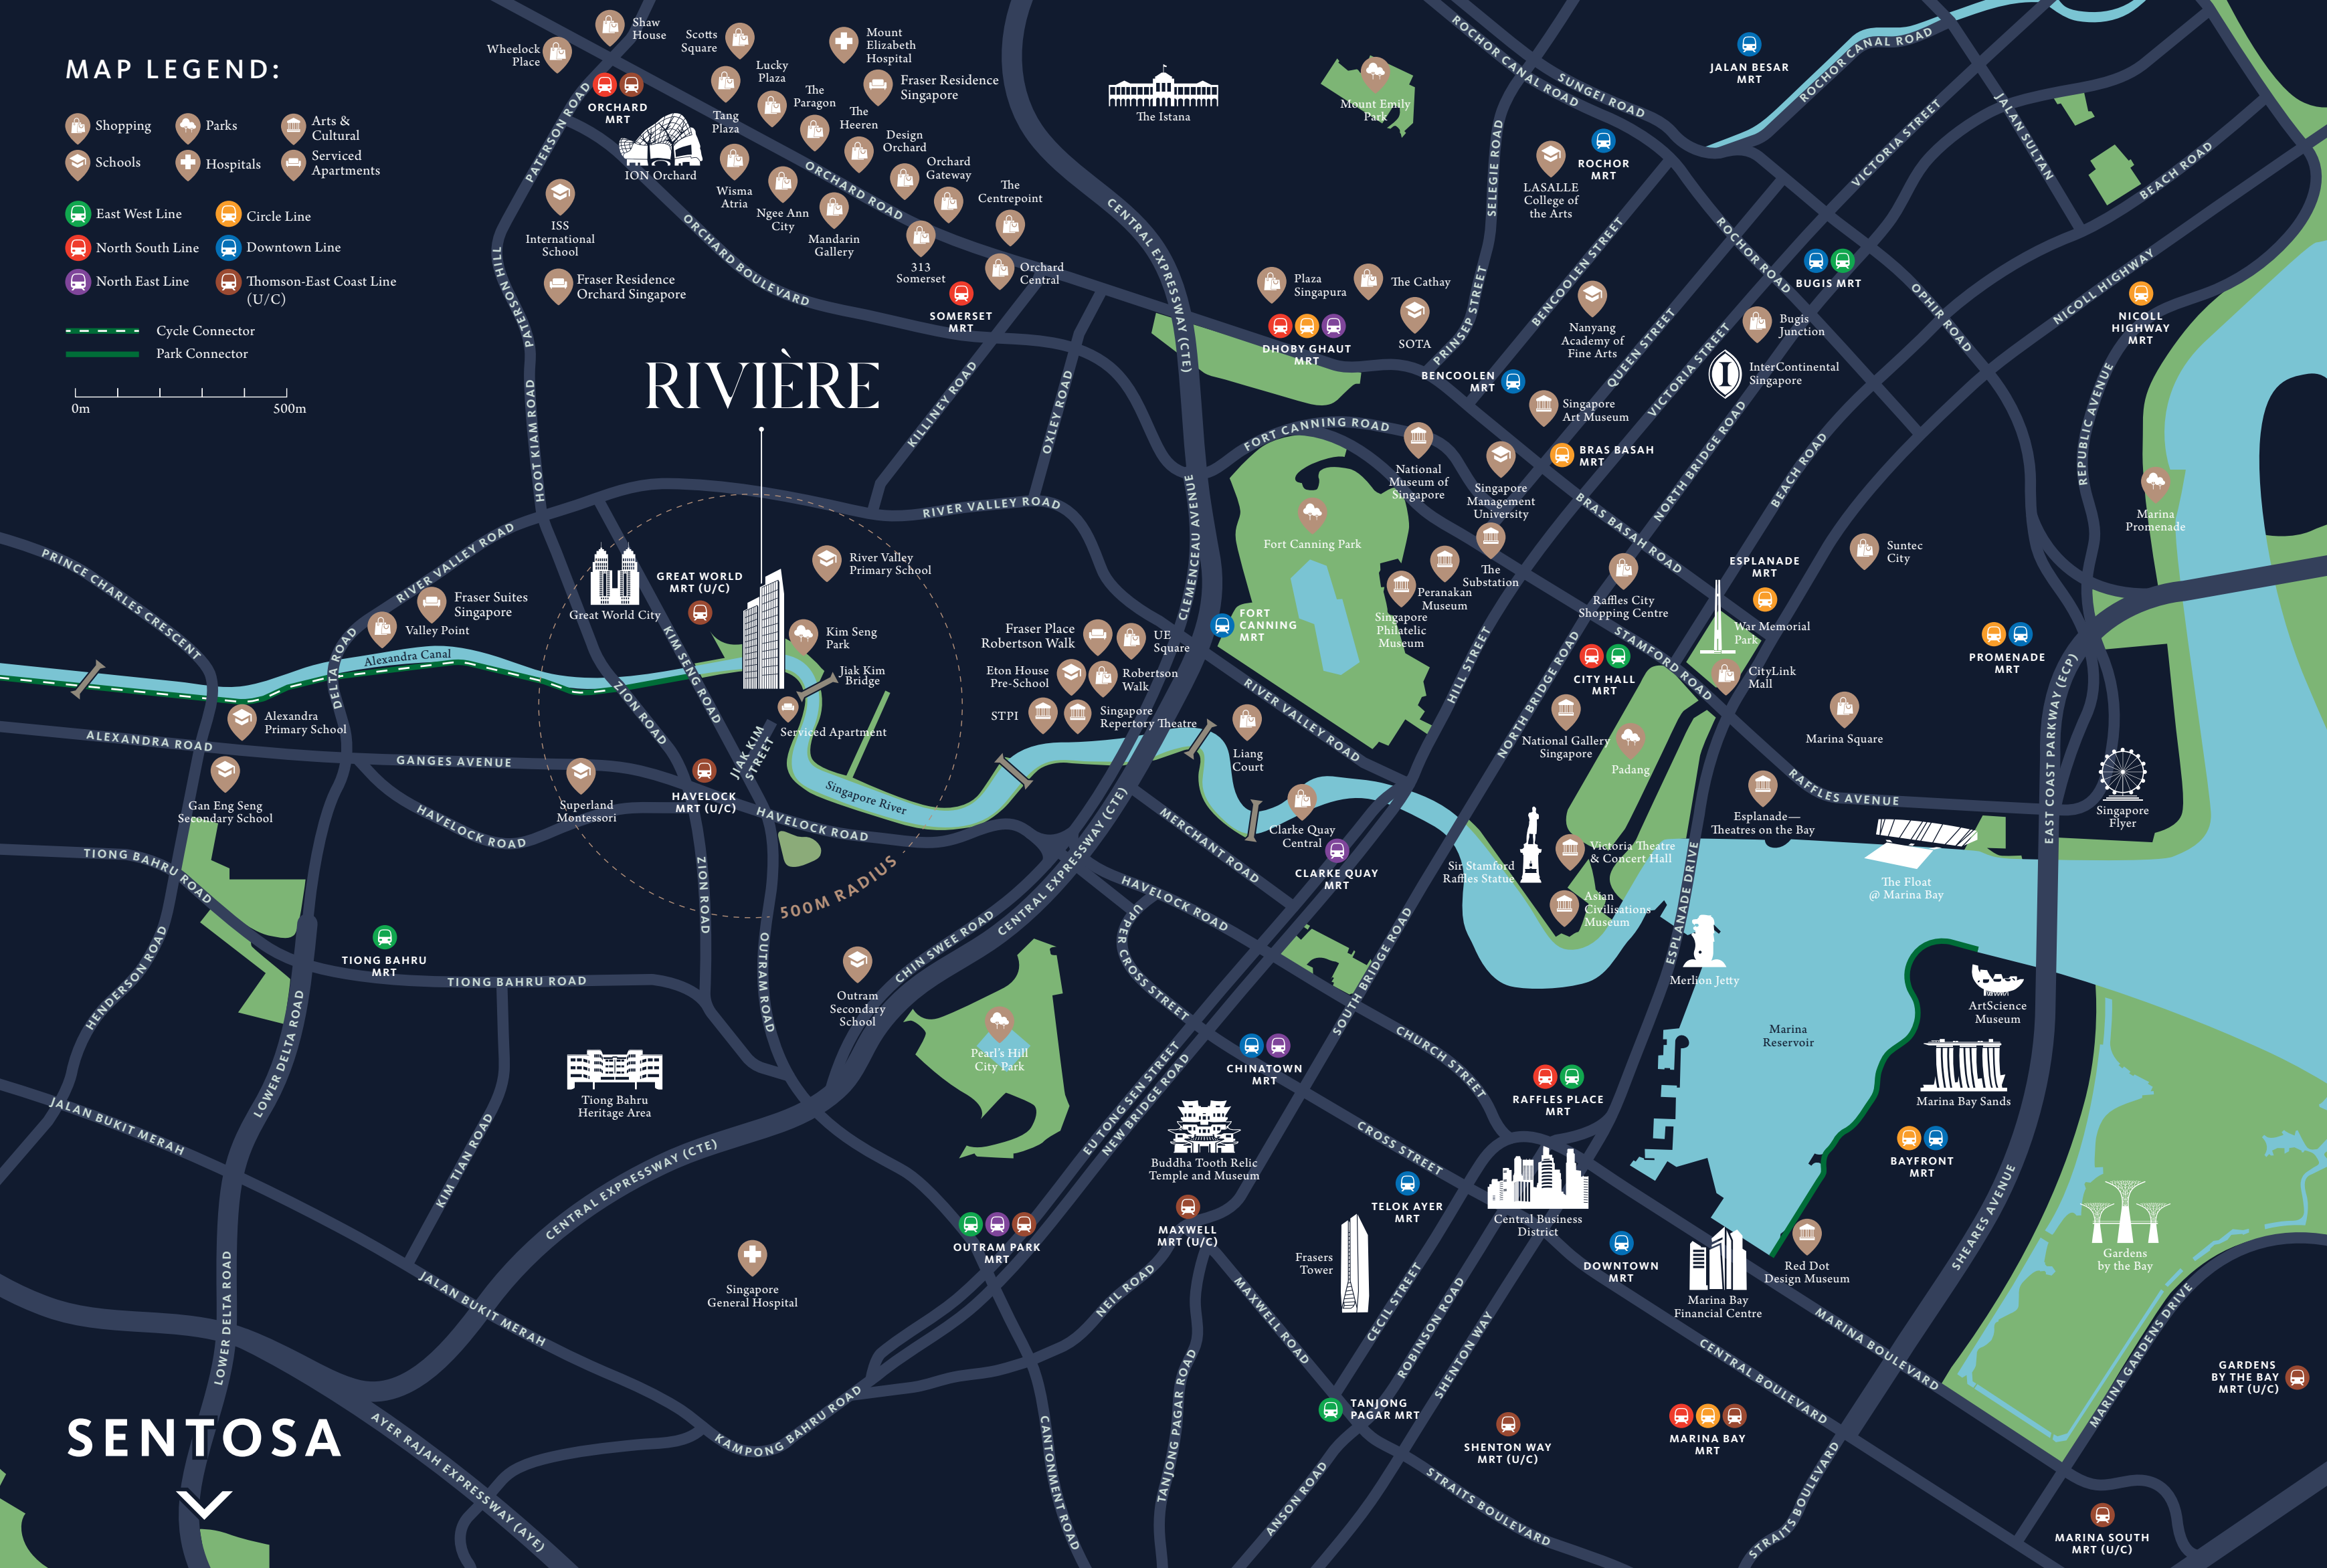 MAP LEGEND:
Shopping
Parks
Arts &
Cultural
Schools
Hospitals
Serviced
Apartments
East West Line
Circle Line
North South Line
Downtown Line
North East Line
Thomson-East Coast Line
(U/C)
Cycle Connector
Park Connector
0m
500m
Wheelock
Place
Shaw
House
Scotts
Square
Mount
Elizabeth
Hospital
Lucky
Plaza
Fraser Residence
Singapore
The
Paragon
ORCHARD
MRT
Tang
Plaza
The
Heeren
Design
Orchard
Orchard
Gateway
ION Orchard
Wisma
Atria
Ngee Ann
City
Mandarin
Gallery
The
Centrepoint
313
Somerset
Orchard
Central
SOMERSET
MRT
ISS
International
School
Fraser Residence
Orchard Singapore
PATERSON ROAD
PATERSON HILL
HOOT KIAM ROAD
ORCHARD ROAD
ORCHARD BOULEVARD
KILLINEY ROAD
OXLEY ROAD
CENTRAL EXPRESSWAY (CTE)
CLEMENCEAU AVENUE
RIVIÈRE
The Istana
Mount Emily
Park
JALAN BESAR
MRT
ROCHOR CANAL ROAD
ROCHOR CANAL ROAD
SUNGEI ROAD
ROCHOR
MRT
LASALLE
College of
the Arts
SELEGIE ROAD
VICTORIA STREET
JALAN SULTAN
BEACH ROAD
NICOLL HIGHWAY
NICOLL
HIGHWAY
MRT
BUGIS MRT
ROCHOR ROAD
OPHIR ROAD
Bugis
Junction
InterContinental
Singapore
Plaza
Singapura
The Cathay
SOTA
DHOBY GHAUT
MRT
PRINSEP STREET
BENCOOLEN STREET
Nanyang
Academy of
Fine Arts
QUEEN STREET
VICTORIA STREET
BENCOOLEN
MRT
Singapore
Art Museum
BRAS BASAH
MRT
NORTH BRIDGE ROAD
BEACH ROAD
REPUBLIC AVENUE
Marina
Promenade
FORT CANNING ROAD
National
Museum of
Singapore
Singapore
Management
University
BRAS BASAH ROAD
Fort Canning Park
The
Substation
Peranakan
Museum
Singapore
Philatelic
Museum
Raffles City
Shopping Centre
ESPLANADE
MRT
Suntec
City
War Memorial
Park
CityLink
Mall
STAMFORD ROAD
PROMENADE
MRT
CITY HALL
MRT
FORT
CANNING
MRT
HILL STREET
NORTH BRIDGE ROAD
National Gallery
Singapore
Padang
Marina Square
RAFFLES AVENUE
Esplanade—
Theatres on the Bay
Singapore
Flyer
EAST COAST PARKWAY (ECP)
PRINCE CHARLES CRESCENT
RIVER VALLEY ROAD
RIVER VALLEY ROAD
RIVER VALLEY ROAD
Fraser Suites
Singapore
Valley Point
Alexandra Canal
DELTA ROAD
Great World City
GREAT WORLD
MRT (U/C)
River Valley
Primary School
Kim Seng
Park
Jiak Kim
Bridge
Serviced Apartment
KIM SENG ROAD
ZION ROAD
JIAK KIM
STREET
Singapore River
500M RADIUS
Fraser Place
Robertson Walk
UE
Square
Eton House
Pre-School
Robertson
Walk
STPI
Singapore
Repertory Theatre
Liang
Court
Alexandra
Primary School
ALEXANDRA ROAD
GANGES AVENUE
Gan Eng Seng
Secondary School
Superland
Montessori
HAVELOCK
MRT (U/C)
HAVELOCK ROAD
HAVELOCK ROAD
HAVELOCK ROAD
TIONG BAHRU ROAD
TIONG BAHRU
MRT
TIONG BAHRU ROAD
HENDERSON ROAD
LOWER DELTA ROAD
ZION ROAD
OUTRAM ROAD
Outram
Secondary
School
CHIN SWEE ROAD
CENTRAL EXPRESSWAY (CTE)
MERCHANT ROAD
Clarke Quay
Central
CLARKE QUAY
MRT
Sir Stamford
Raffles Statue
Victoria Theatre
& Concert Hall
Asian
Civilisations
Museum
ESPLANADE DRIVE
Merlion Jetty
The Float
@ Marina Bay
Marina
Reservoir
ArtScience
Museum
Marina Bay Sands
BAYFRONT
MRT
Gardens
by the Bay
UPPER CROSS STREET
SOUTH BRIDGE ROAD
CHURCH STREET
RAFFLES PLACE
MRT
CHINATOWN
MRT
Pearl's Hill
City Park
EU TONG SEN STREET
NEW BRIDGE ROAD
Buddha Tooth Relic
Temple and Museum
CROSS STREET
MAXWELL
MRT (U/C)
TELOK AYER
MRT
Central Business
District
Frasers
Tower
DOWNTOWN
MRT
Marina Bay
Financial Centre
Red Dot
Design Museum
SHEARES AVENUE
MARINA BOULEVARD
CENTRAL BOULEVARD
MARINA GARDENS DRIVE
GARDENS
BY THE BAY
MRT (U/C)
JALAN BUKIT MERAH
KIM TIAN ROAD
Tiong Bahru
Heritage Area
CENTRAL EXPRESSWAY (CTE)
Singapore
General Hospital
OUTRAM PARK
MRT
NEIL ROAD
MAXWELL ROAD
CECIL STREET
ROBINSON ROAD
SHENTON WAY
LOWER DELTA ROAD
JALAN BUKIT MERAH
KAMPONG BAHRU ROAD
CANTONMENT ROAD
TANJONG PAGAR ROAD
TANJONG
PAGAR MRT
SHENTON WAY
MRT (U/C)
MARINA BAY
MRT
ANSON ROAD
STRAITS BOULEVARD
STRAITS BOULEVARD
MARINA SOUTH
MRT (U/C)
AYER RAJAH EXPRESSWAY (AYE)
SENTOSA